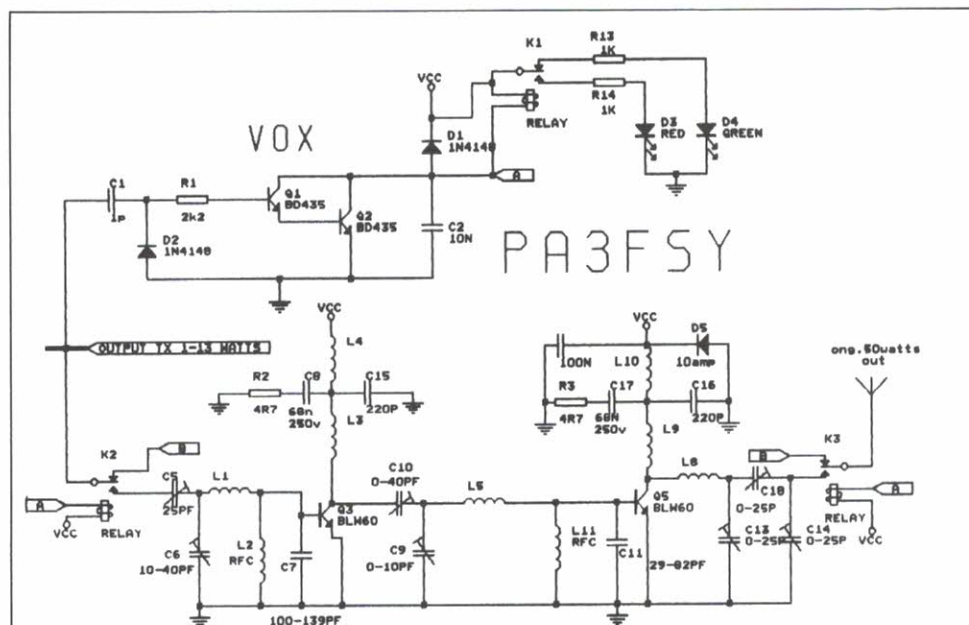 K1
R13
1K
VCC
R14
1K
RELAY
VOX
D1
1N4148
D3
RED
D4
GREEN
C1
1P
R1
2k2
Q1
BD435
A
Q2
BD435
C2
10N
D2
1N4148
PA3FSY
VCC
VCC
OUTPUT TX 1-13 WATTS
L4
100N
L10
D5
10amp
ong.50watts
out
R2
4R7
C8
68n
250v
C15
220P
R3
4R7
C17
68N
250v
C16
220P
L3
L9
K2
B
C5
25PF
L1
C10
0-40PF
L5
L8
B
K3
C18
0-25P
A
RELAY
VCC
Q3
BLW60
Q5
BLW60
A
RELAY
VCC
C6
10-40PF
L2
RFC
C7
C9
0-10PF
L11
RFC
C11
C13
0-25P
C14
0-25P
29-82PF
100-139PF